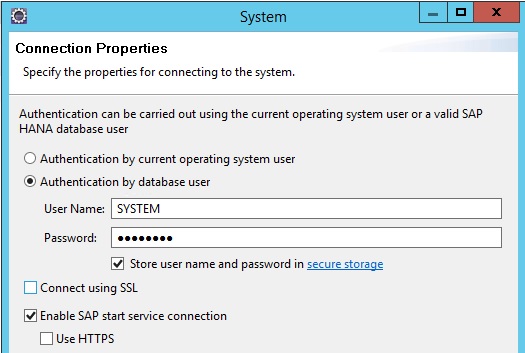 System
Connection Properties
Specify the properties for connecting to the system.
Authentication can be carried out using the current operating system user or a valid SAP
HANA database user
Authentication by current operating system user
Authentication by database user
User Name: SYSTEM
Password: ●●●●●●●●
Store user name and password in secure storage
Connect using SSL
Enable SAP start service connection
Use HTTPS